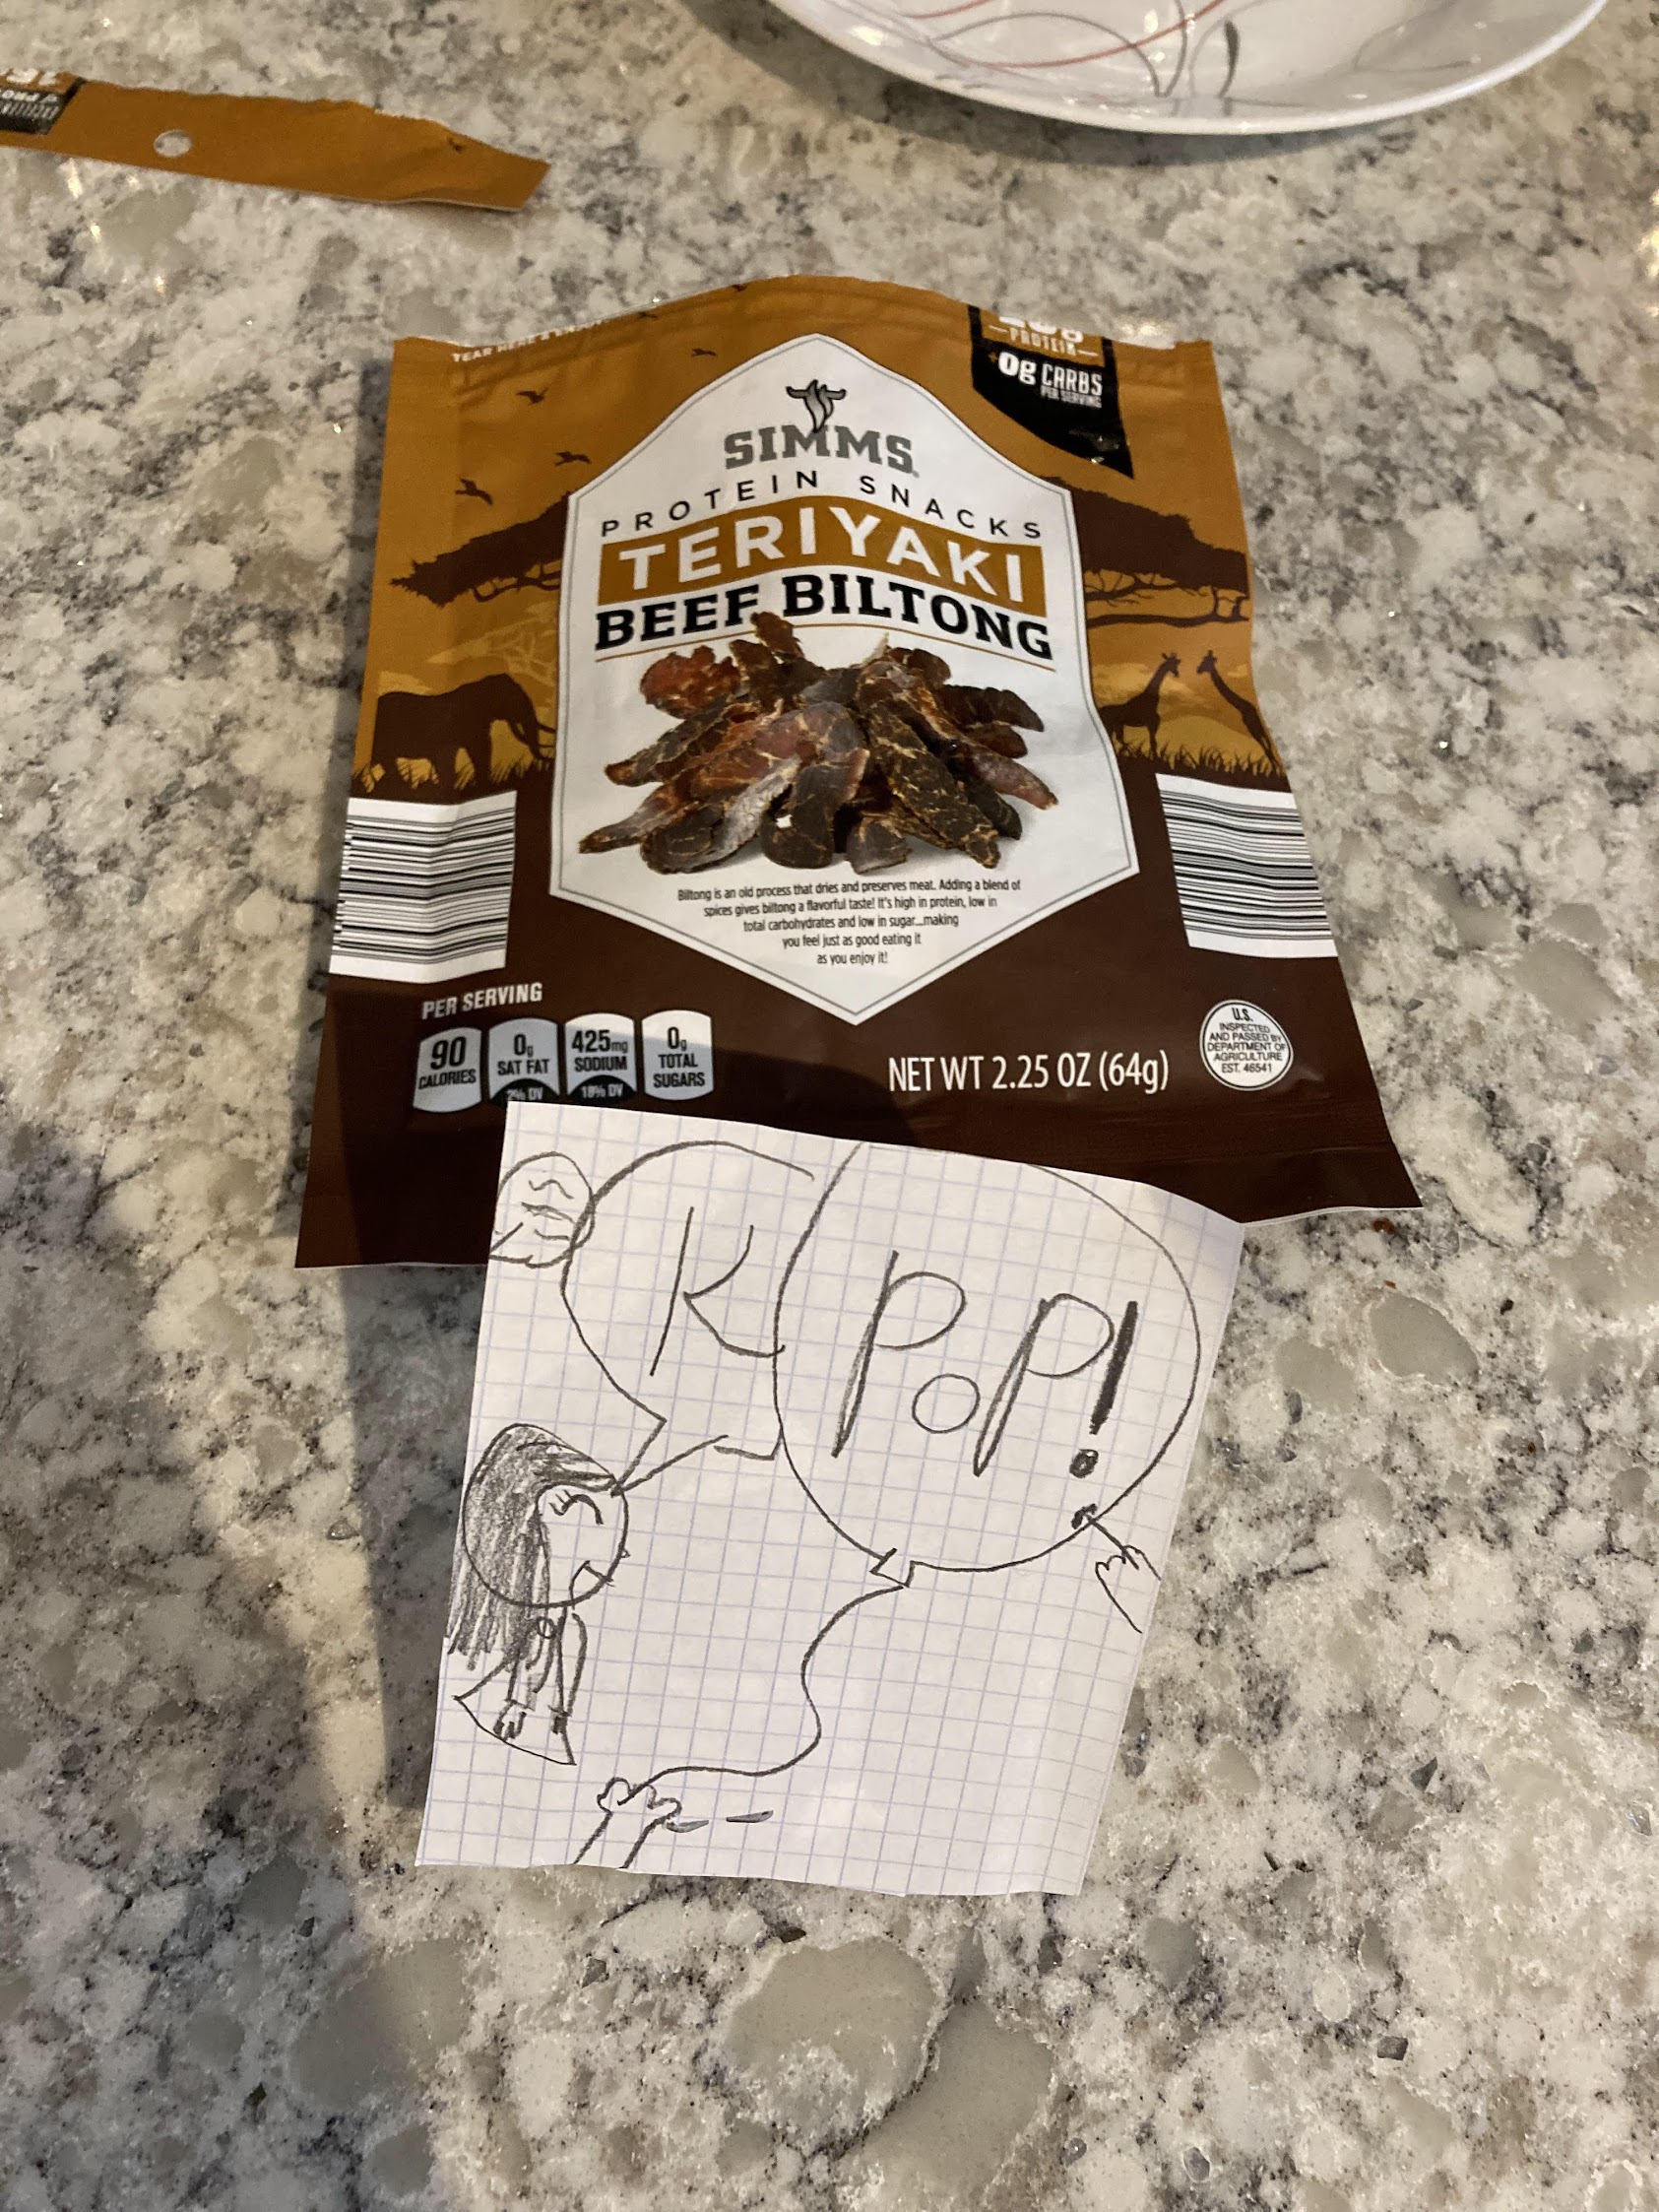 TEAR HERE
PROTEIN
0g CARBS
PER SERVING
SIMMS
PROTEIN SNACKS
TERIYAKI
BEEF BILTONG
Biltong is an old process that dries and preserves meat. Adding a blend of
spices gives biltong a flavorful taste! It's high in protein, low in
total carbohydrates and low in sugar...making
you feel just as good eating it
as you enjoy it!
PER SERVING
90
CALORIES
0g
SAT FAT
2% DV
425mg
SODIUM
18% DV
0g
TOTAL
SUGARS
NET WT 2.25 OZ (64g)
U.S.
INSPECTED
AND PASSED BY
DEPARTMENT OF
AGRICULTURE
EST. 46541
K
POP!